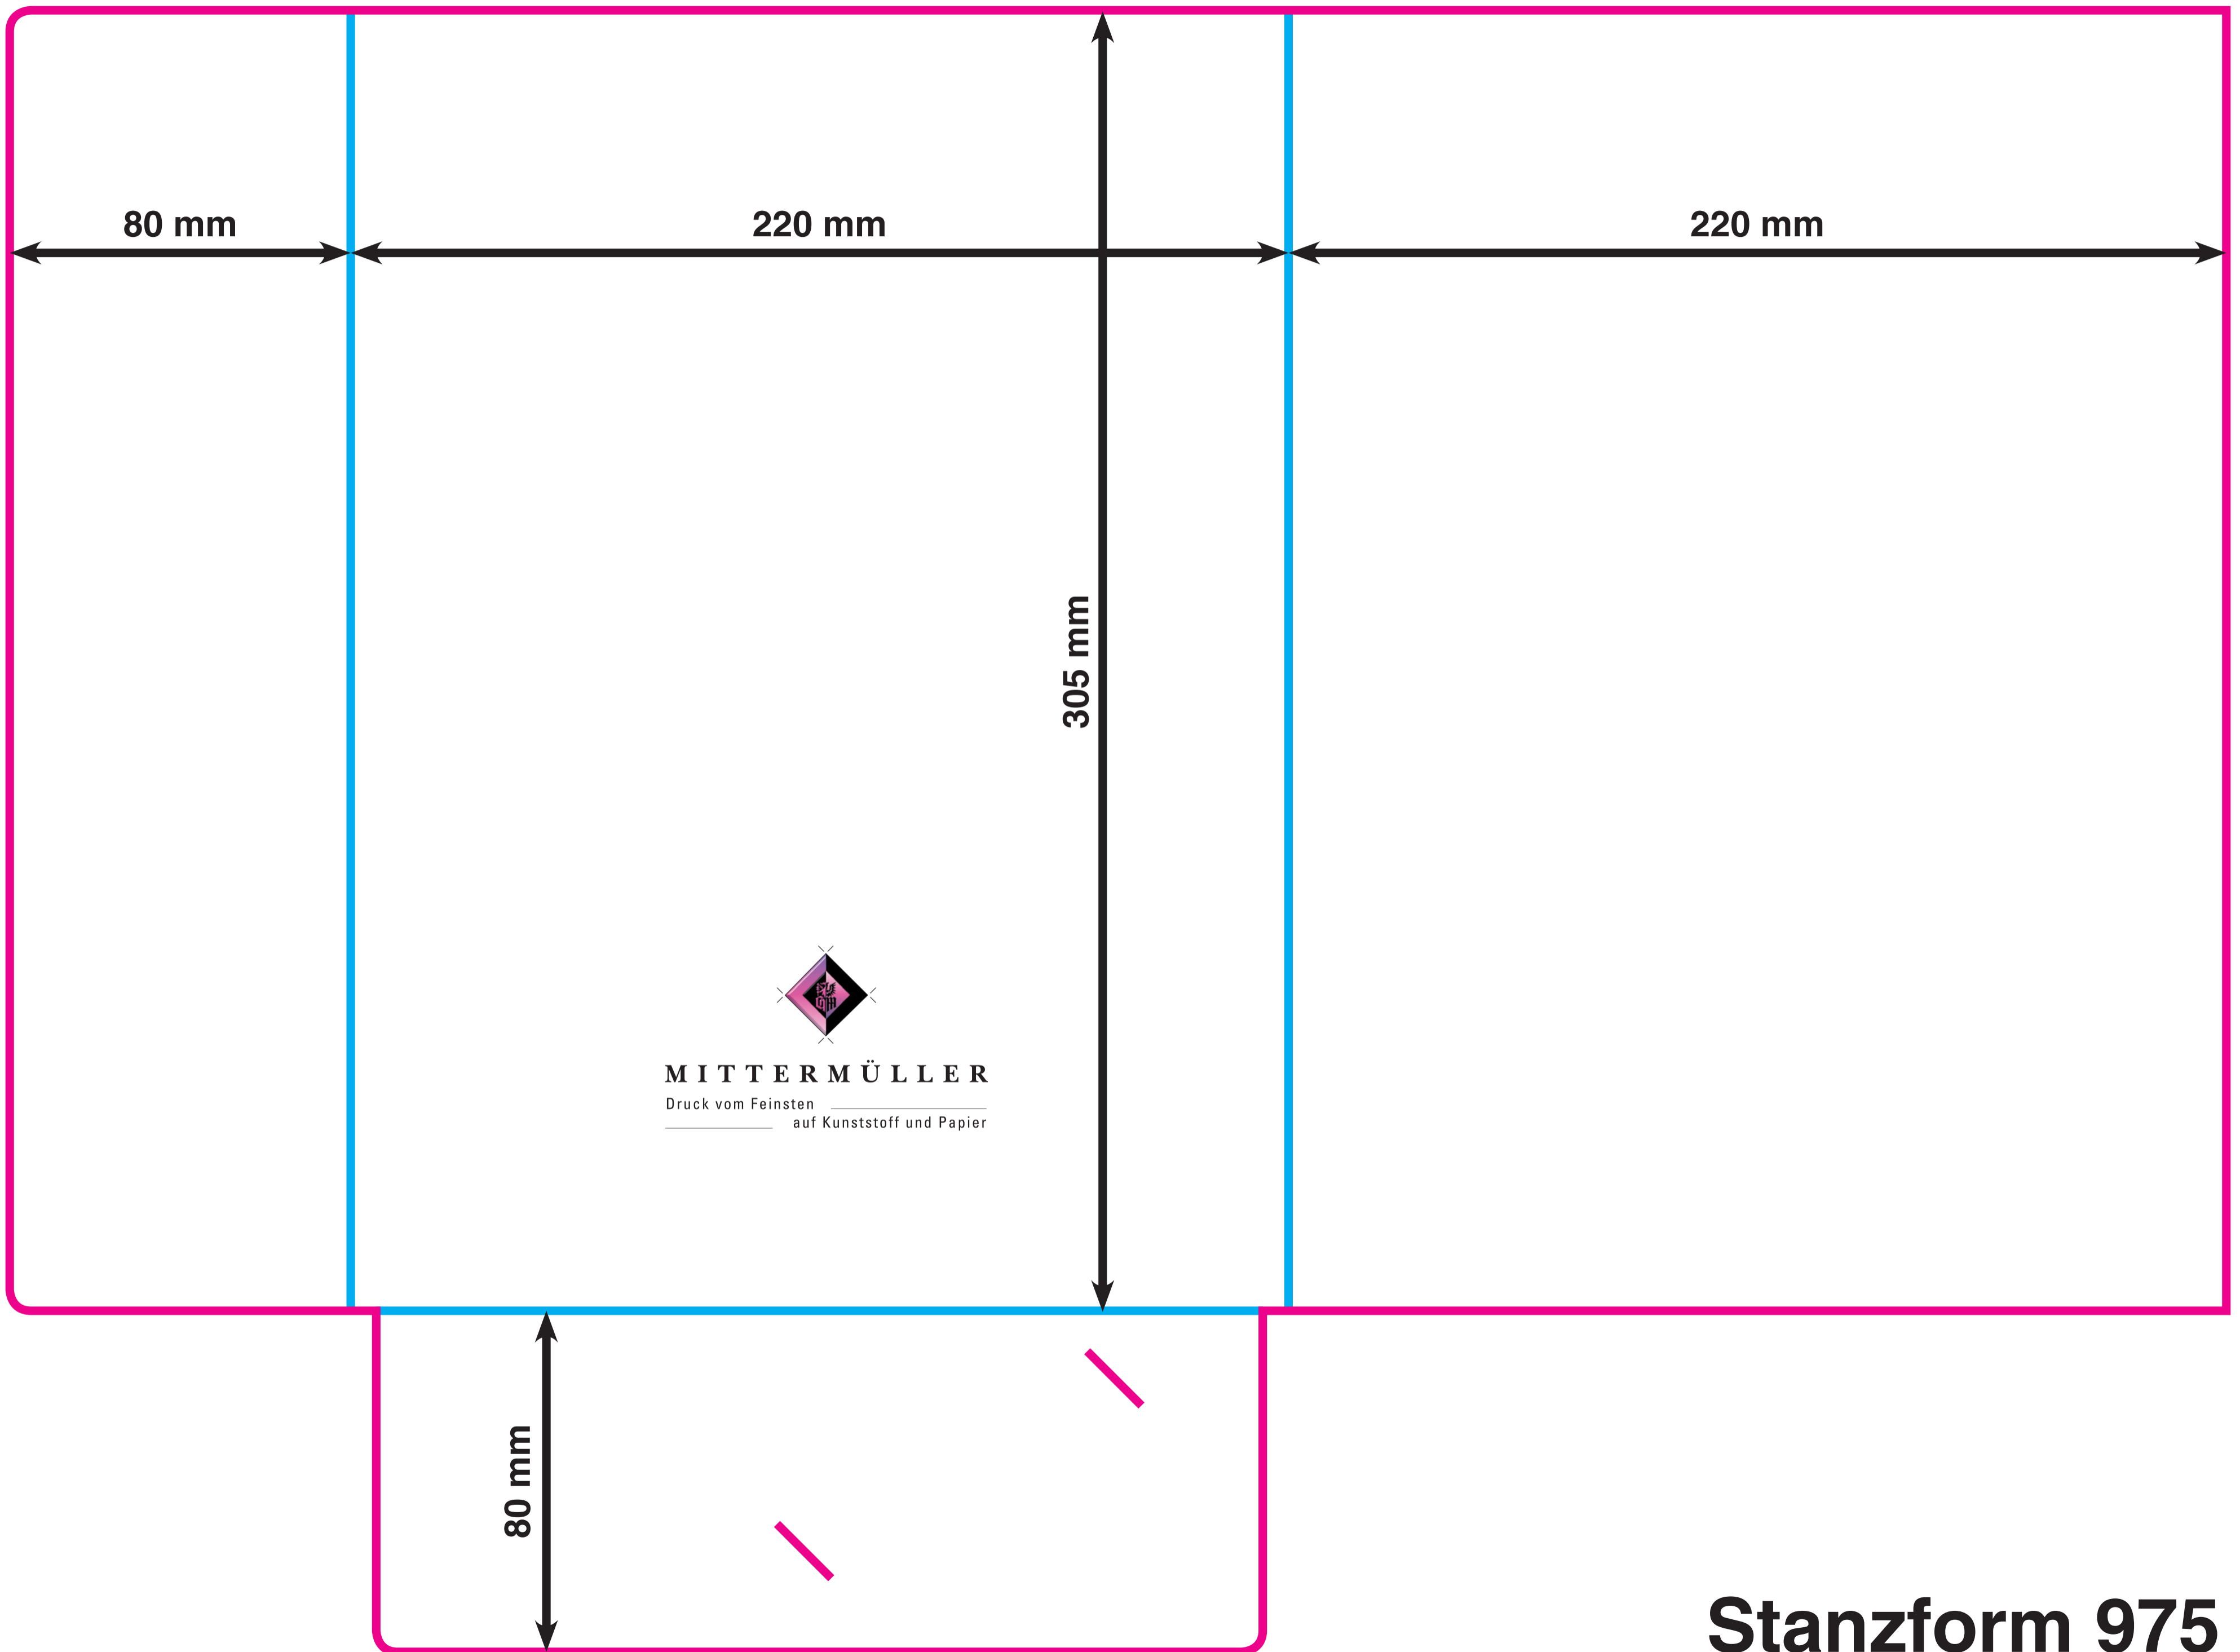 80 mm
220 mm
220 mm
305 mm
MITTERMÜLLER
Druck vom Feinsten
auf Kunststoff und Papier
80 mm
Stanzform 975